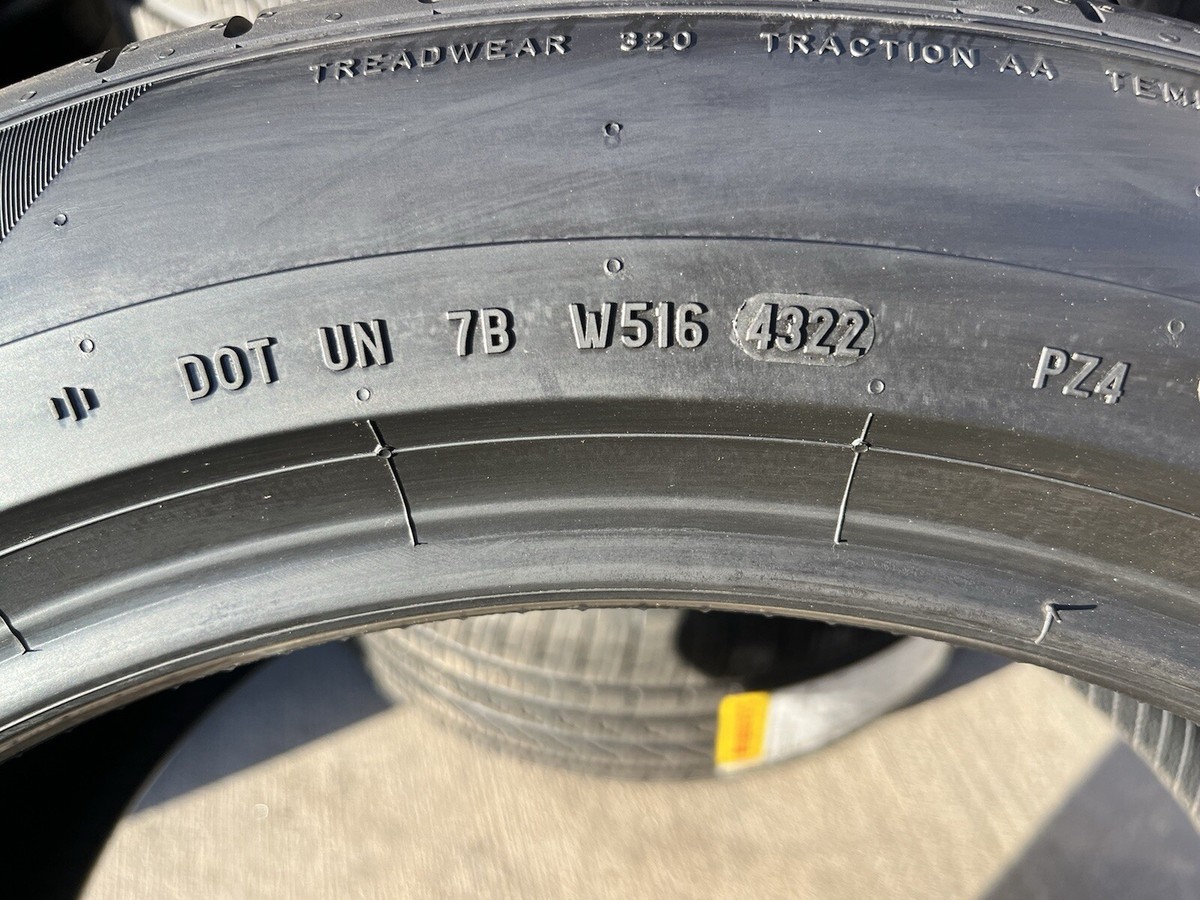 TREADWEAR 320 TRACTION AA
DOT UN 7B W516 4322 PZ4